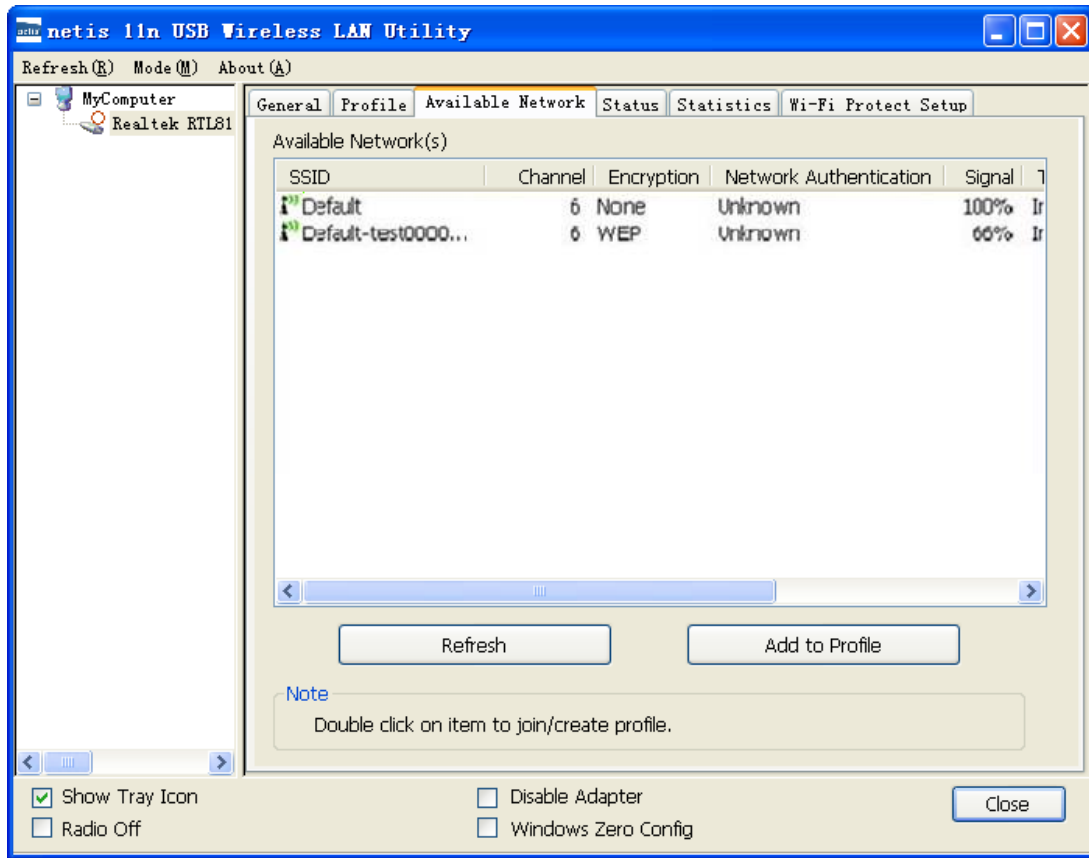 netis netis 11n USB Wireless LAN Utility
Refresh(R) Mode(M) About(A)
MyComputer
Realtek RTL81
General Profile Available Network Status Statistics Wi-Fi Protect Setup
Available Network(s)
SSID Channel Encryption Network Authentication Signal
Default 6 None Unknown 100% Ir
Default-test0000... 6 WEP Unknown 66% Ir
Refresh Add to Profile
Note
Double click on item to join/create profile.
Show Tray Icon Disable Adapter Close
Radio Off Windows Zero Config